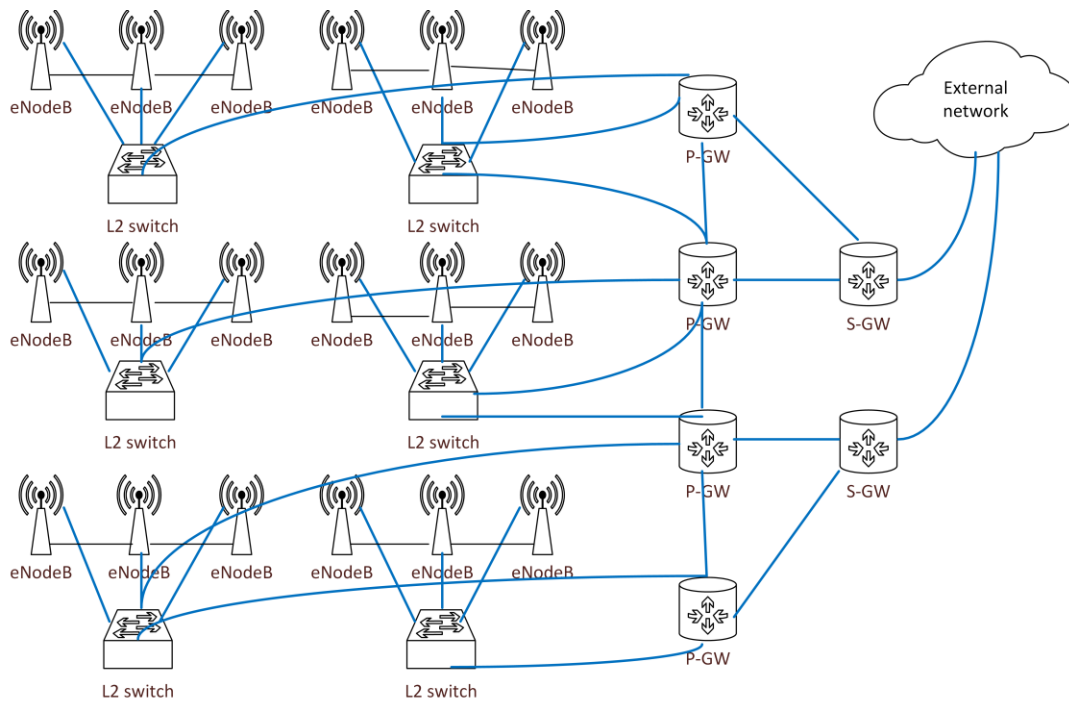 eNodeB eNodeB eNodeB eNodeB eNodeB eNodeB
External
network
P-GW
L2 switch L2 switch
eNodeB eNodeB eNodeB eNodeB eNodeB eNodeB
P-GW S-GW
L2 switch L2 switch
P-GW S-GW
eNodeB eNodeB eNodeB eNodeB eNodeB eNodeB
P-GW
L2 switch L2 switch